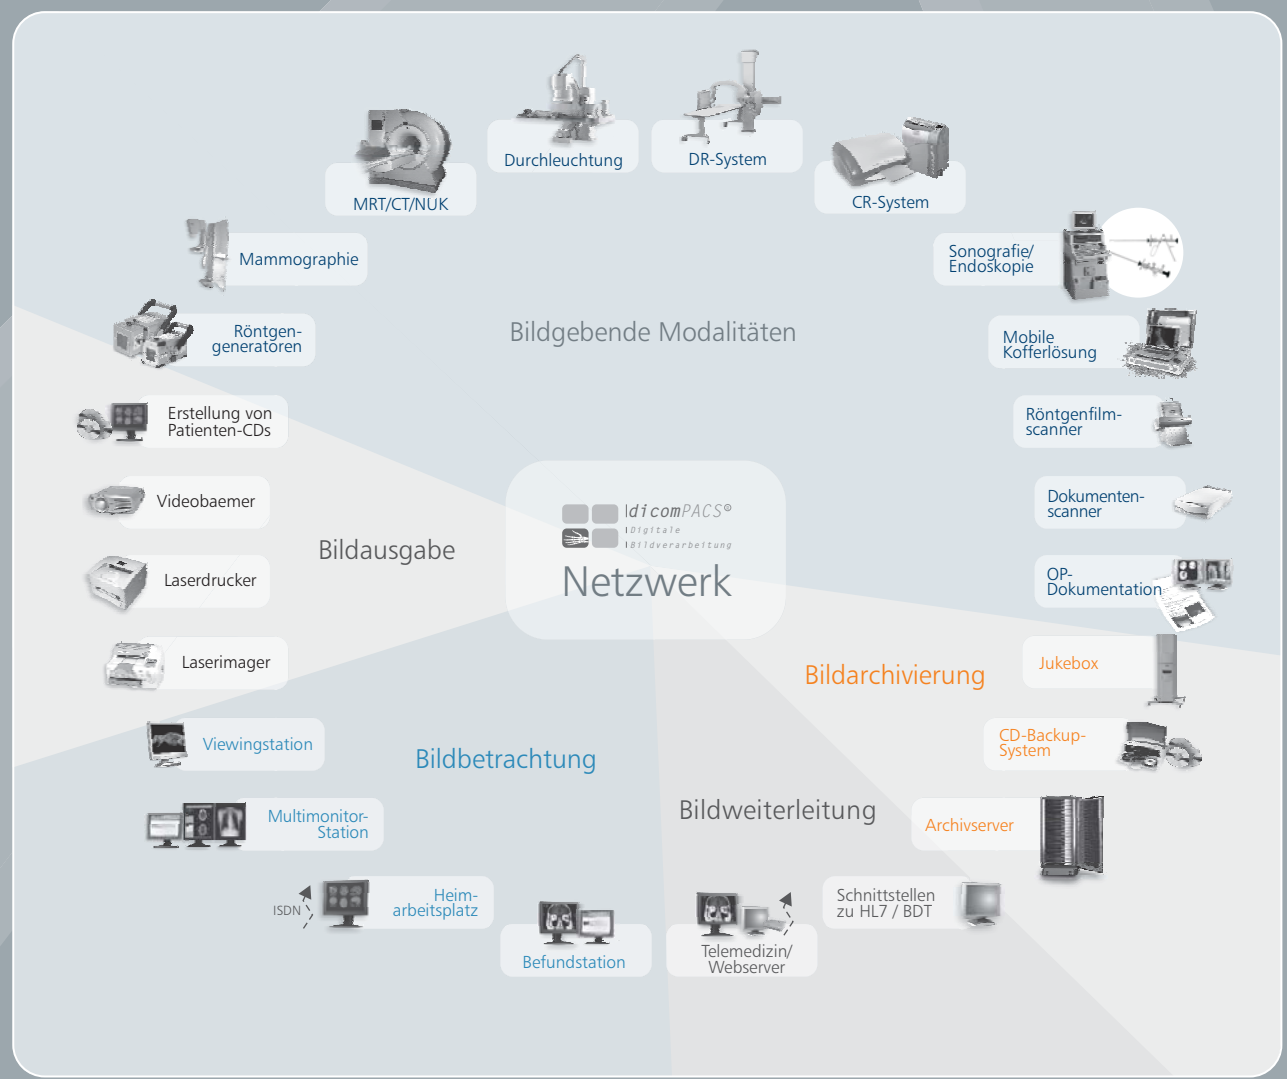 Durchleuchtung
DR-System
MRT/CT/NUK
CR-System
Mammographie
Sonografie/
Endoskopie
Röntgen-
generatoren
Bildgebende Modalitäten
Mobile
Kofferlösung
Erstellung von
Patienten-CDs
Röntgenfilm-
scanner
Videobaemer
Dokumenten-
scanner
dicomPACS®
Digitale
Bildverarbeitung
Netzwerk
Bildausgabe
Laserdrucker
OP-
Dokumentation
Laserimager
Bildarchivierung
Jukebox
Viewingstation
Bildbetrachtung
CD-Backup-
System
Multimonitor-
Station
Bildweiterleitung
Archivserver
ISDN
Heim-
arbeitsplatz
Schnittstellen
zu HL7 / BDT
Befundstation
Telemedizin/
Webserver